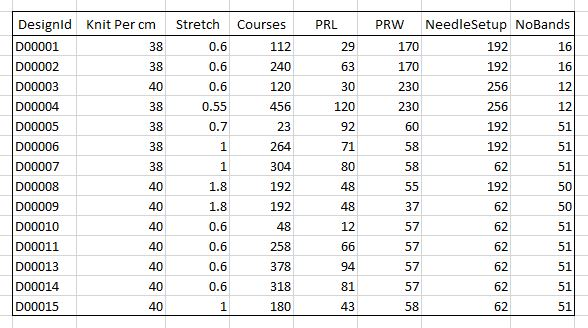 DesignId Knit Per cm Stretch Courses PRL PRW NeedleSetup NoBands
D00001 38 0.6 112 29 170 192 16
D00002 38 0.6 240 63 170 192 16
D00003 40 0.6 120 30 230 256 12
D00004 38 0.55 456 120 230 256 12
D00005 38 0.7 23 92 60 192 51
D00006 38 1 264 71 58 192 51
D00007 38 1 304 80 58 62 51
D00008 40 1.8 192 48 55 192 50
D00009 40 1.8 192 48 37 62 50
D00010 40 0.6 48 12 57 62 51
D00011 40 0.6 258 66 57 62 51
D00013 40 0.6 378 94 57 62 51
D00014 40 0.6 318 81 57 62 51
D00015 40 1 180 43 58 62 51